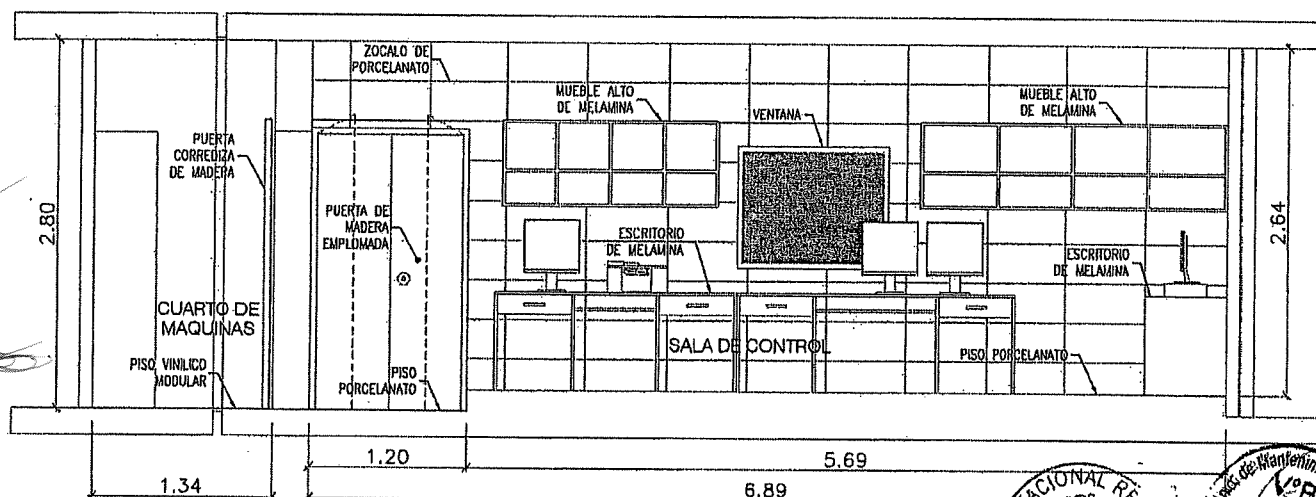 ZOCALO DE
PORCELANATO
MUEBLE ALTO
DE MELAMINA
VENTANA
MUEBLE ALTO
DE MELAMINA
PUERTA
CORREDIZA
DE MADERA
2.80
PUERTA DE
MADERA
EMPLOMADA
ESCRITORIO
DE MELAMINA
ESCRITORIO
DE MELAMINA
2.64
CUARTO DE
MAQUINAS
SALA DE CONTROL
PISO VINILICO
MODULAR
PISO
PORCELANATO
PISO PORCELANATO
1.20
5.69
1.34
6.89